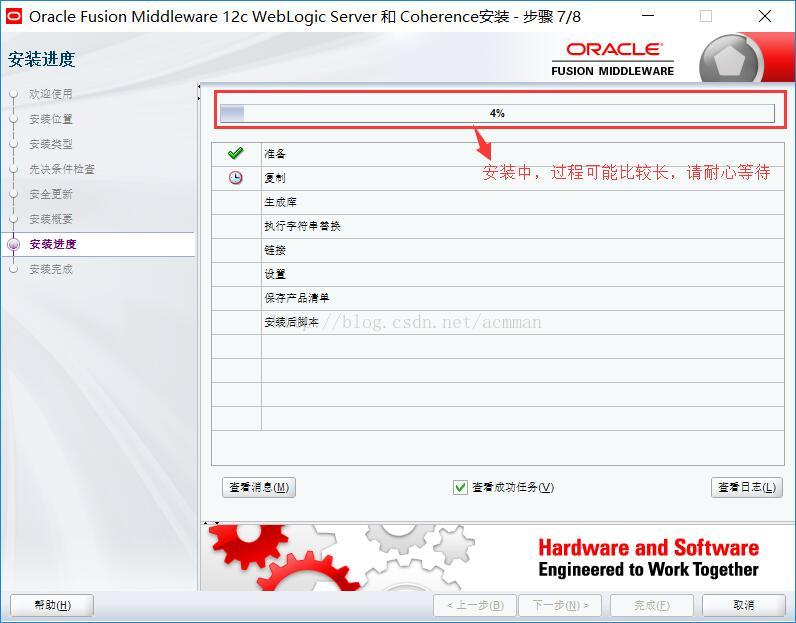 Oracle Fusion Middleware 12c WebLogic Server 和 Coherence安装 - 步骤 7/8
安装进度
ORACLE
FUSION MIDDLEWARE
欢迎使用
安装位置
安装类型
先决条件检查
安全更新
安装概要
安装进度
安装完成
4%
安装中，过程可能比较长，请耐心等待
准备
复制
生成库
执行字符串替换
链接
设置
保存产品清单
安装后脚本
://blog.csdn.net/acmman
查看消息(M)
查看成功任务(V)
查看日志(L)
Hardware and Software
Engineered to Work Together
帮助(H)
< 上一步(B)
下一步(N) >
完成(F)
取消